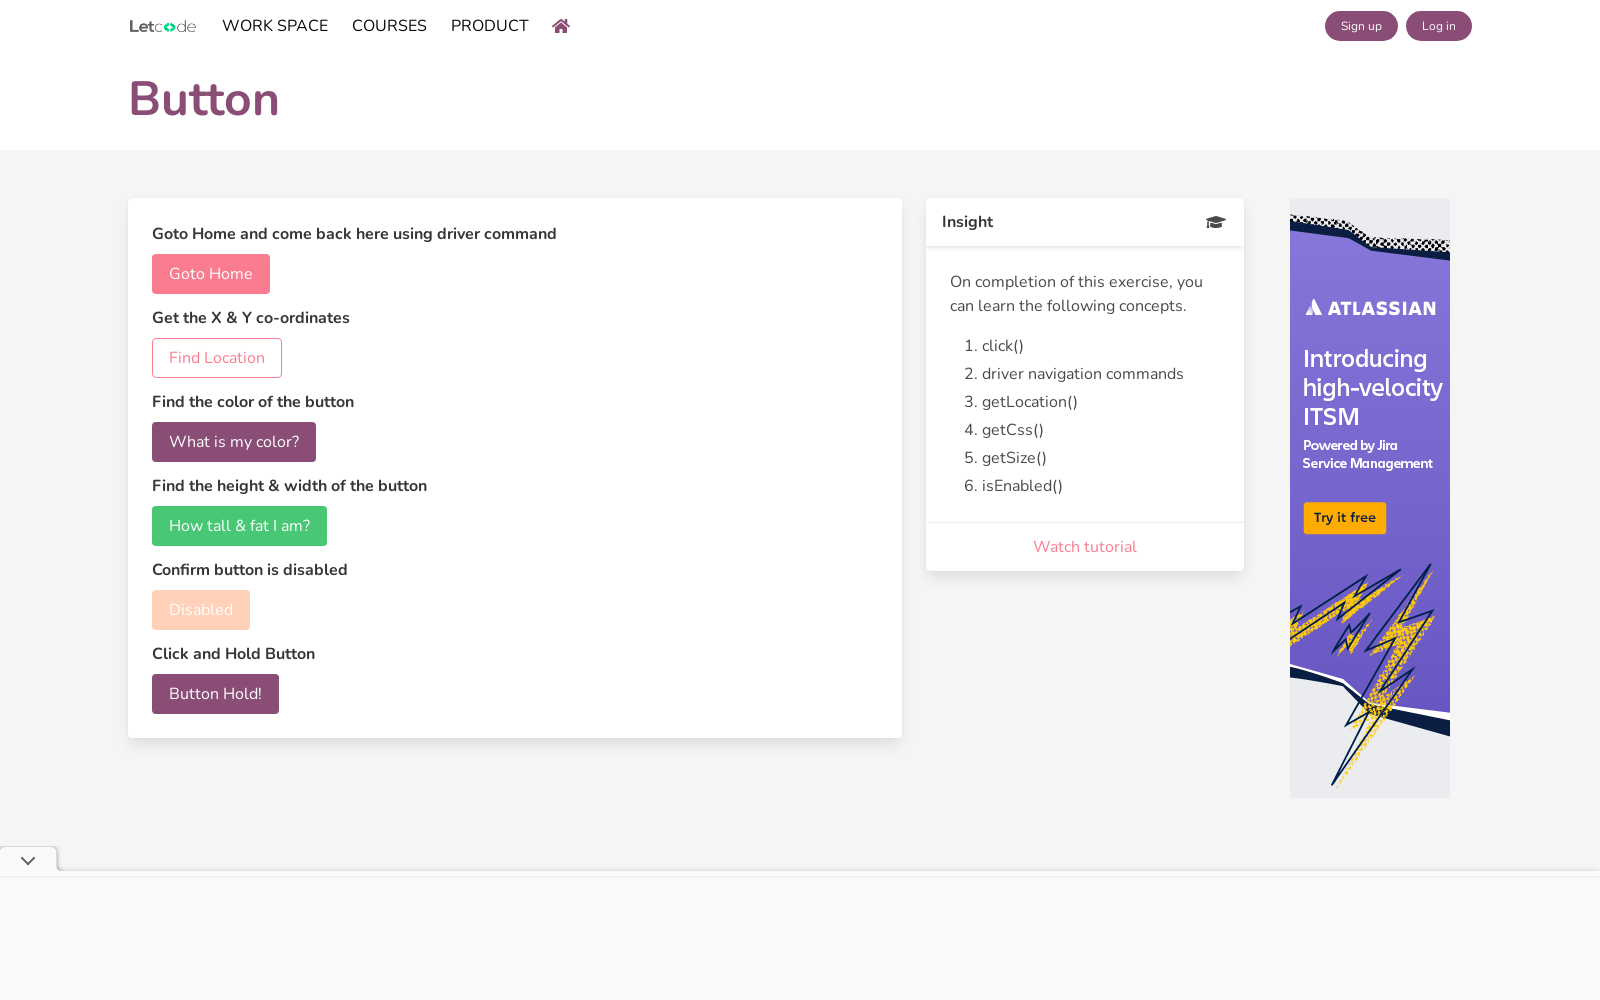 Letcode WORK SPACE COURSES PRODUCT Sign up Log in
Button
Goto Home and come back here using driver command
Goto Home
Get the X & Y co-ordinates
Find Location
Find the color of the button
What is my color?
Find the height & width of the button
How tall & fat I am?
Confirm button is disabled
Disabled
Click and Hold Button
Button Hold!
Insight
On completion of this exercise, you
can learn the following concepts.
1. click()
2. driver navigation commands
3. getLocation()
4. getCss()
5. getSize()
6. isEnabled()
Watch tutorial
ATLASSIAN
Introducing
high-velocity
ITSM
Powered by Jira
Service Management
Try it free